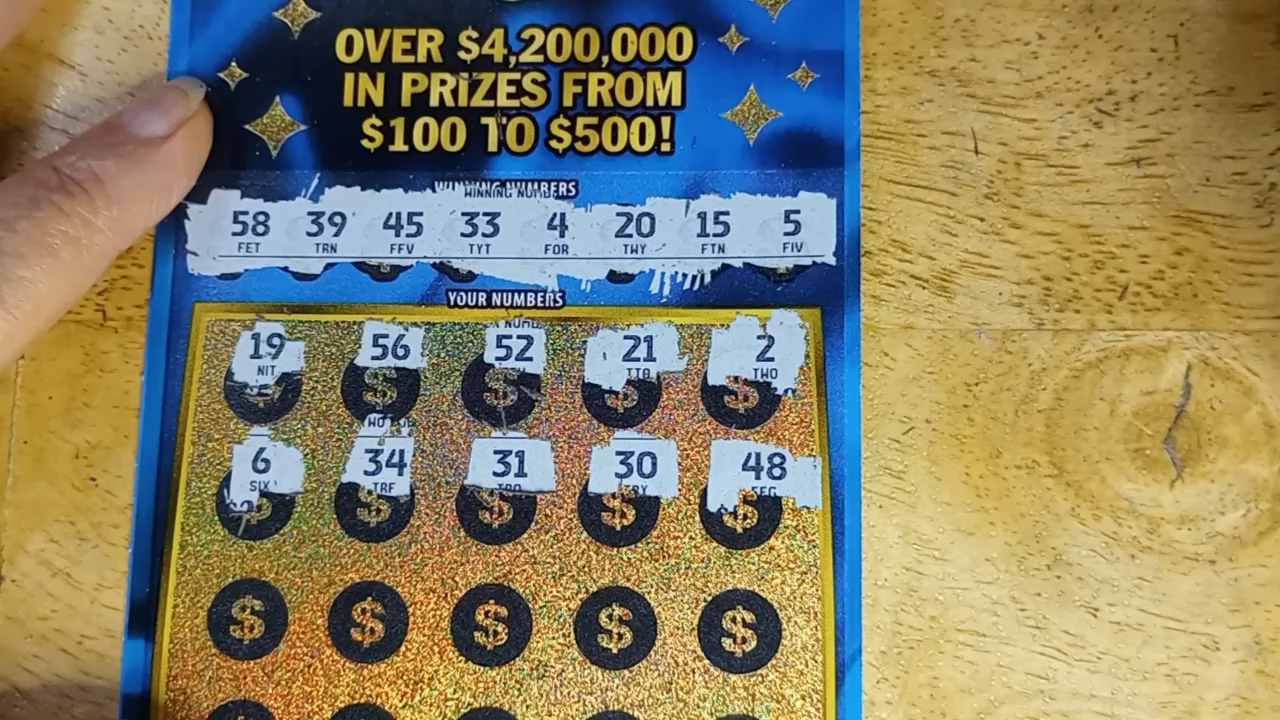 OVER $4,200,000
IN PRIZES FROM
$100 TO $500!
WINNING NUMBERS
58 39 45 33 4 20 15 5
FET TRN FFV TYT FOR TWY FTN FIV
YOUR NUMBERS
19 56 52 21 2
NIT TWO
6 34 31 30 48
SIX TRF
$ $ $ $ $